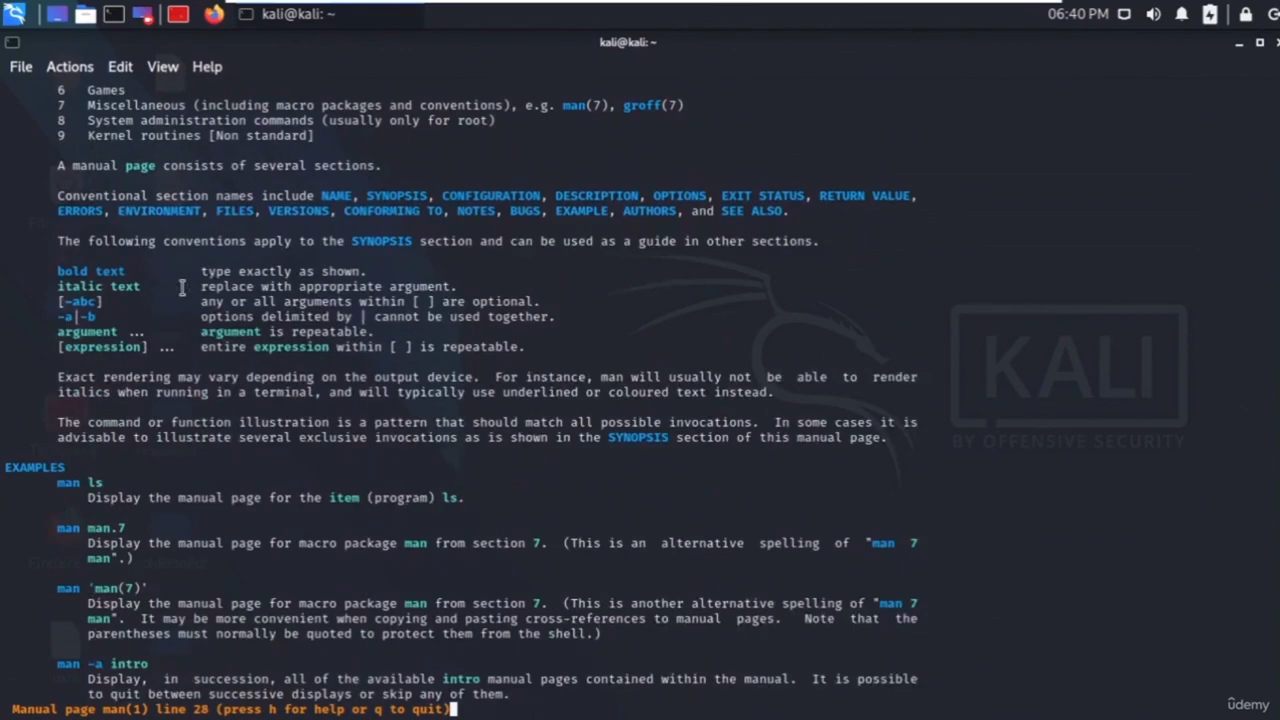 kali@kali: ~
06:40 PM
kali@kali: ~
File Actions Edit View Help
6 Games
7 Miscellaneous (including macro packages and conventions), e.g. man(7), groff(7)
8 System administration commands (usually only for root)
9 Kernel routines [Non standard]
A manual page consists of several sections.
Conventional section names include NAME, SYNOPSIS, CONFIGURATION, DESCRIPTION, OPTIONS, EXIT STATUS, RETURN VALUE,
ERRORS, ENVIRONMENT, FILES, VERSIONS, CONFORMING TO, NOTES, BUGS, EXAMPLE, AUTHORS, and SEE ALSO.
The following conventions apply to the SYNOPSIS section and can be used as a guide in other sections.
bold text type exactly as shown.
italic text replace with appropriate argument.
[-abc] any or all arguments within [ ] are optional.
-a|-b options delimited by | cannot be used together.
argument ... argument is repeatable.
[expression] ... entire expression within [ ] is repeatable.
Exact rendering may vary depending on the output device. For instance, man will usually not be able to render
italics when running in a terminal, and will typically use underlined or coloured text instead.
The command or function illustration is a pattern that should match all possible invocations. In some cases it is
advisable to illustrate several exclusive invocations as is shown in the SYNOPSIS section of this manual page.
KALI
BY OFFENSIVE SECURITY
EXAMPLES
man ls
Display the manual page for the item (program) ls.
man man.7
Display the manual page for macro package man from section 7. (This is an alternative spelling of "man 7
man".)
man 'man(7)'
Display the manual page for macro package man from section 7. (This is another alternative spelling of "man 7
man". It may be more convenient when copying and pasting cross-references to manual pages. Note that the
parentheses must normally be quoted to protect them from the shell.)
man -a intro
Display, in succession, all of the available intro manual pages contained within the manual. It is possible
to quit between successive displays or skip any of them.
Manual page man(1) line 28 (press h for help or q to quit)
ûdemy